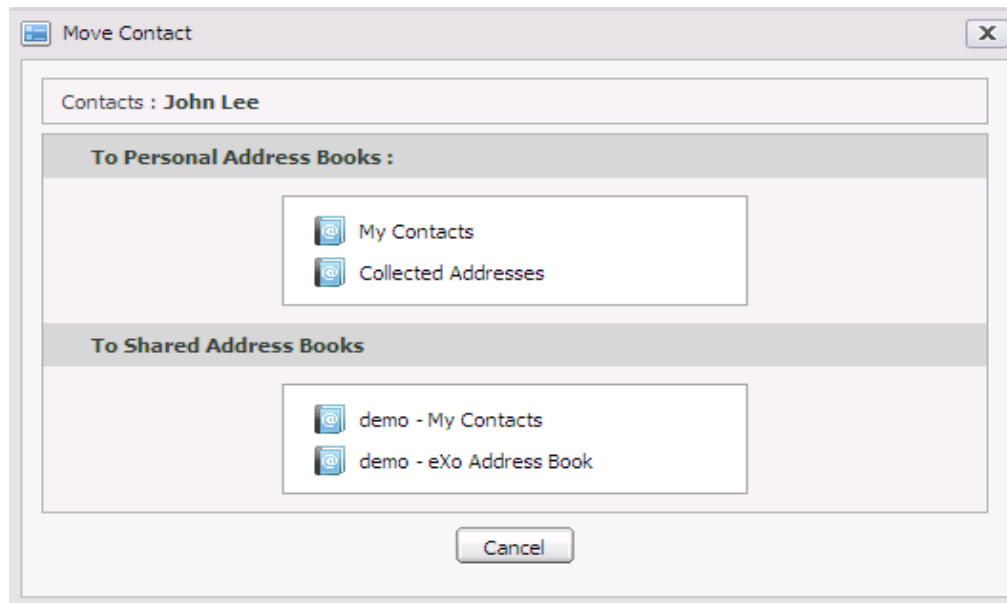 Move Contact
Contacts : John Lee
To Personal Address Books :
My Contacts
Collected Addresses
To Shared Address Books
demo - My Contacts
demo - eXo Address Book
Cancel